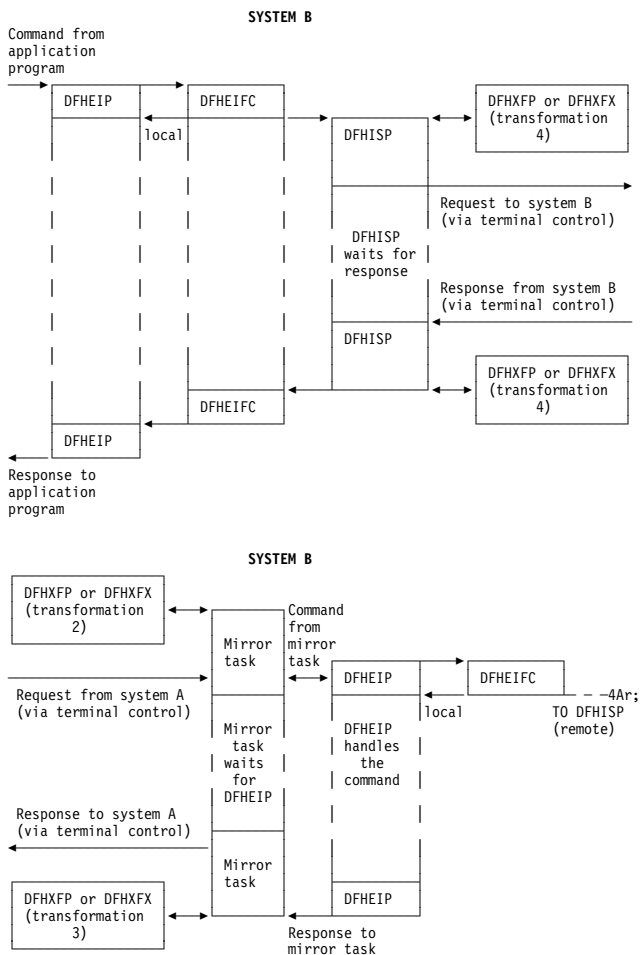 SYSTEM B
Command from
application
program
DFHEIP
DFHEIFC
DFHXFP or DFHXFX
(transformation
4)
local
DFHISP
Request to system B
(via terminal control)
DFHISP
waits for
response
Response from system B
(via terminal control)
DFHISP
DFHXFP or DFHXFX
(transformation
4)
DFHEIFC
DFHEIP
Response to
application
program
SYSTEM B
DFHXFP or DFHXFX
(transformation
2)
Command
from
mirror
task
Mirror
task
DFHEIP
DFHEIFC
Request from system A
(via terminal control)
local
—4Ar;
TO DFHISP
(remote)
Mirror
task
waits
for
DFHEIP
DFHEIP
handles
the
command
Response to system A
(via terminal control)
Mirror
task
DFHEIP
DFHXFP or DFHXFX
(transformation
3)
Response to
mirror task